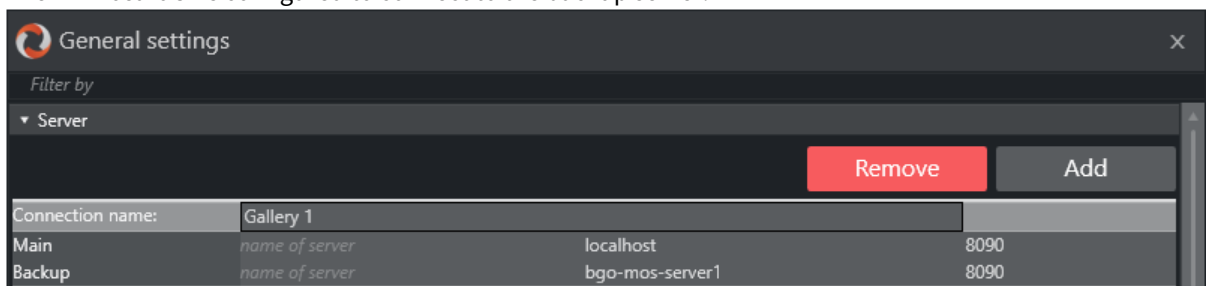 General settings
Filter by
Server
Remove Add
Connection name: Gallery 1
Main name of server localhost 8090
Backup name of server bgo-mos-server1 8090